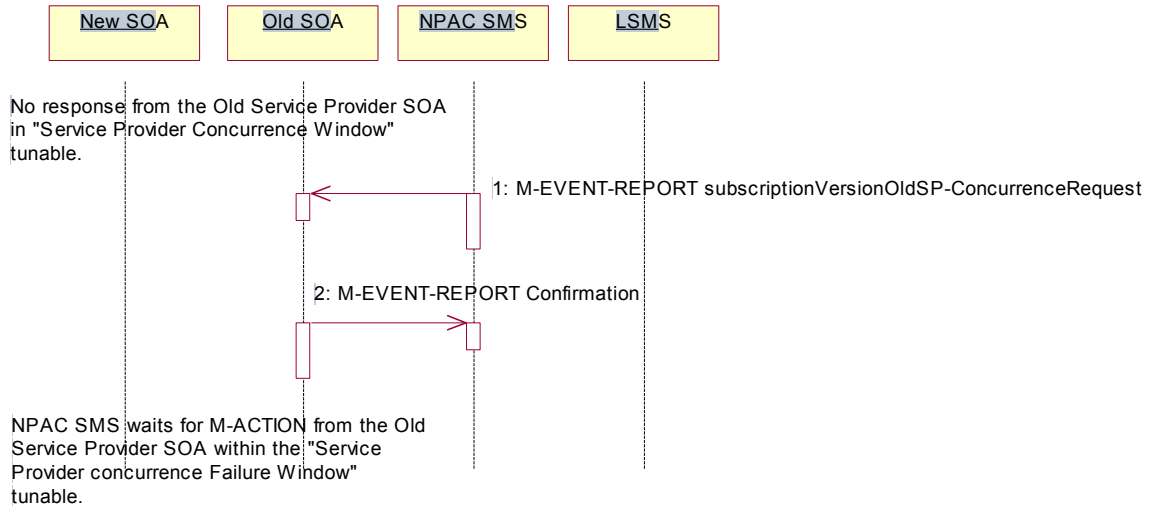 New SOA Old SOA NPAC SMS LSMS
No response from the Old Service Provider SOA
in "Service Provider Concurrence Window"
tunable.
1: M-EVENT-REPORT subscriptionVersionOldSP-ConcurrenceRequest
2: M-EVENT-REPORT Confirmation
NPAC SMS waits for M-ACTION from the Old
Service Provider SOA within the "Service
Provider concurrence Failure Window"
tunable.